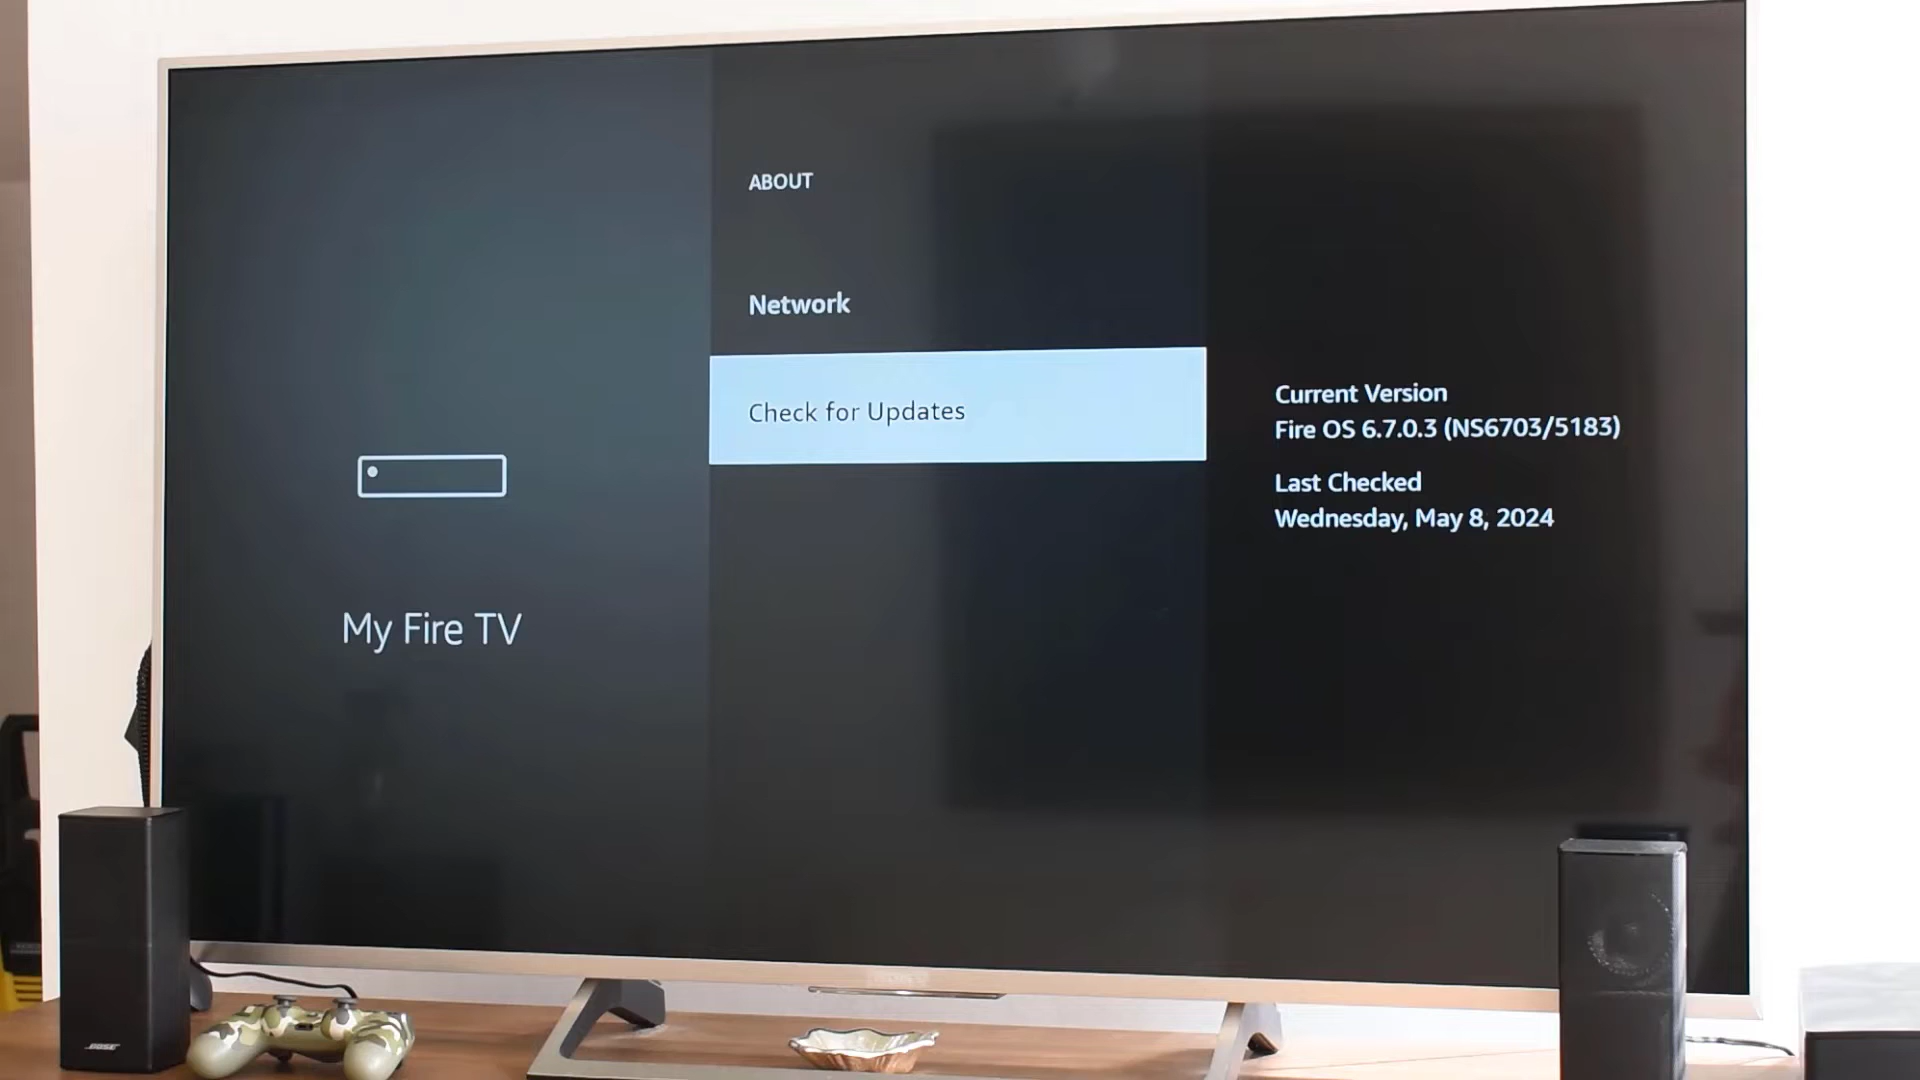 ABOUT
Network
Check for Updates
My Fire TV
Current Version
Fire OS 6.7.0.3 (NS6703/5183)
Last Checked
Wednesday, May 8, 2024
BOSE